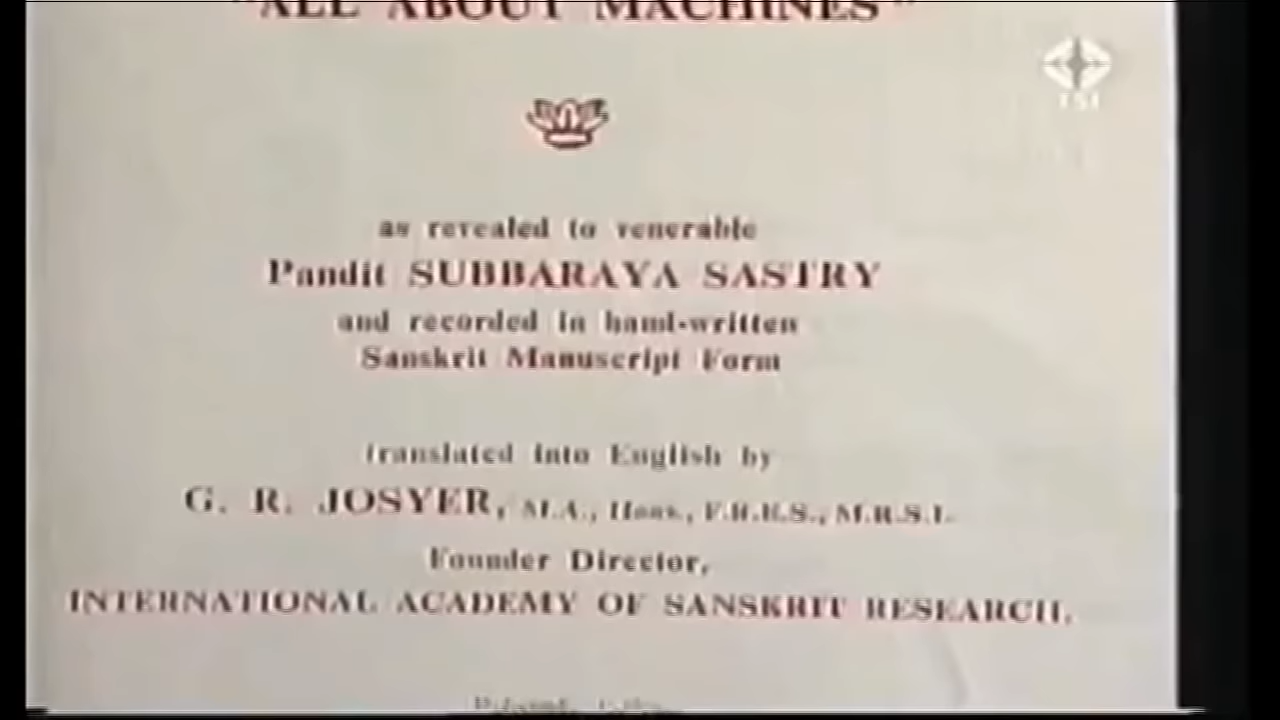 "ALL ABOUT MACHINES"
as revealed to venerable
Pandit SUBBARAYA SASTRY
and recorded in hand-written
Sanskrit Manuscript Form
translated into English by
G. R. JOSYER, M.A., Hons., F.R.E.S., M.R.S.L.
Founder Director,
INTERNATIONAL ACADEMY OF SANSKRIT RESEARCH.